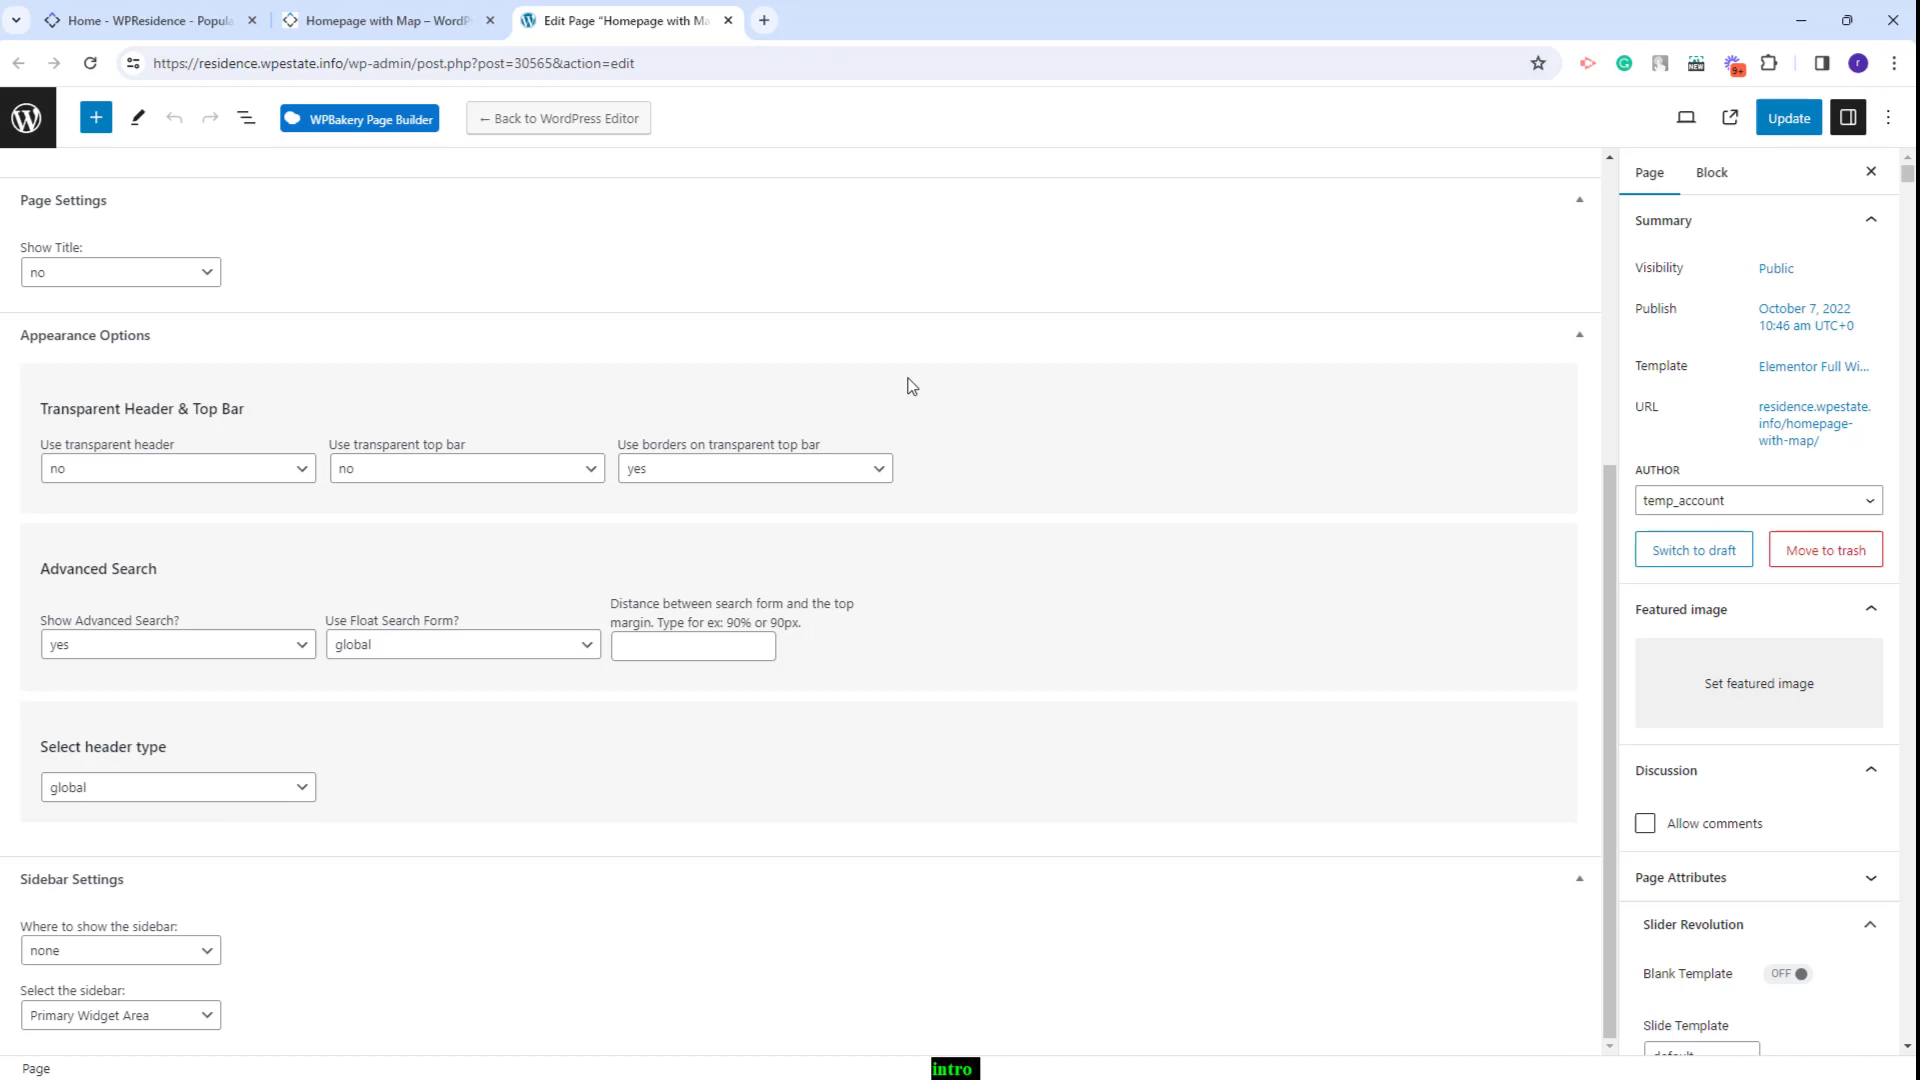 Home - WPResidence - Popula
Homepage with Map – WordP
Edit Page “Homepage with Ma
https://residence.wpestate.info/wp-admin/post.php?post=30565&action=edit
NEW
9+
r
WPBakery Page Builder
← Back to WordPress Editor
Update
Page
Block
Page Settings
Show Title:
no
Appearance Options
Transparent Header & Top Bar
Use transparent header
Use transparent top bar
Use borders on transparent top bar
no
no
yes
Advanced Search
Show Advanced Search?
Use Float Search Form?
Distance between search form and the top
margin. Type for ex: 90% or 90px.
yes
global
Select header type
global
Sidebar Settings
Where to show the sidebar:
none
Select the sidebar:
Primary Widget Area
Summary
Visibility
Public
Publish
October 7, 2022
10:46 am UTC+0
Template
Elementor Full Wi...
URL
residence.wpestate.
info/homepage-
with-map/
AUTHOR
temp_account
Switch to draft
Move to trash
Featured image
Set featured image
Discussion
Allow comments
Page Attributes
Slider Revolution
Blank Template
OFF
Slide Template
default
Page
intro